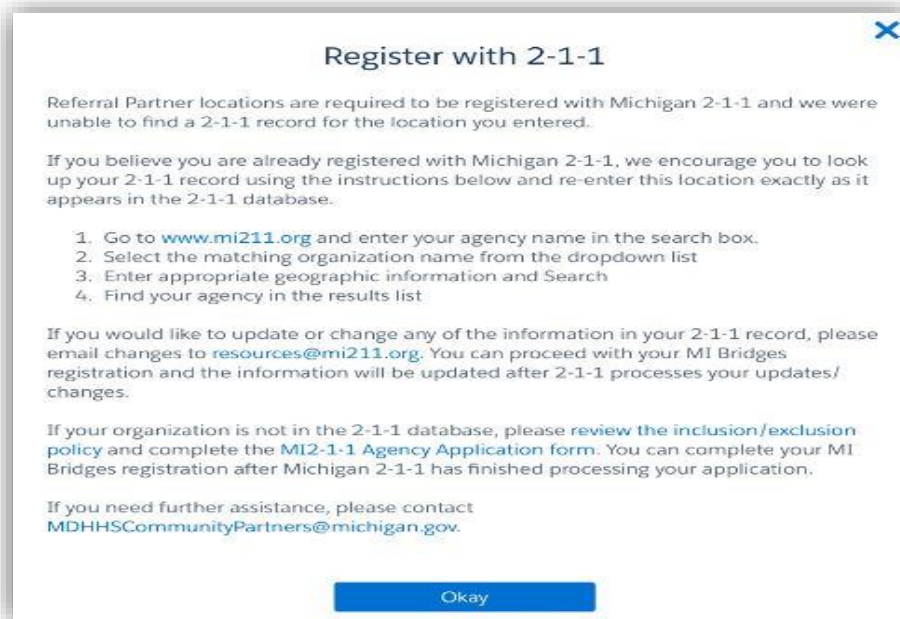 Register with 2-1-1
Referral Partner locations are required to be registered with Michigan 2-1-1 and we were
unable to find a 2-1-1 record for the location you entered.
If you believe you are already registered with Michigan 2-1-1, we encourage you to look
up your 2-1-1 record using the instructions below and re-enter this location exactly as it
appears in the 2-1-1 database.
1. Go to www.mi211.org and enter your agency name in the search box.
2. Select the matching organization name from the dropdown list
3. Enter appropriate geographic information and Search
4. Find your agency in the results list
If you would like to update or change any of the information in your 2-1-1 record, please
email changes to resources@mi211.org. You can proceed with your MI Bridges
registration and the information will be updated after 2-1-1 processes your updates/
changes.
If your organization is not in the 2-1-1 database, please review the inclusion/exclusion
policy and complete the MI2-1-1 Agency Application form. You can complete your MI
Bridges registration after Michigan 2-1-1 has finished processing your application.
If you need further assistance, please contact
MDHHSCommunityPartners@michigan.gov.
Okay